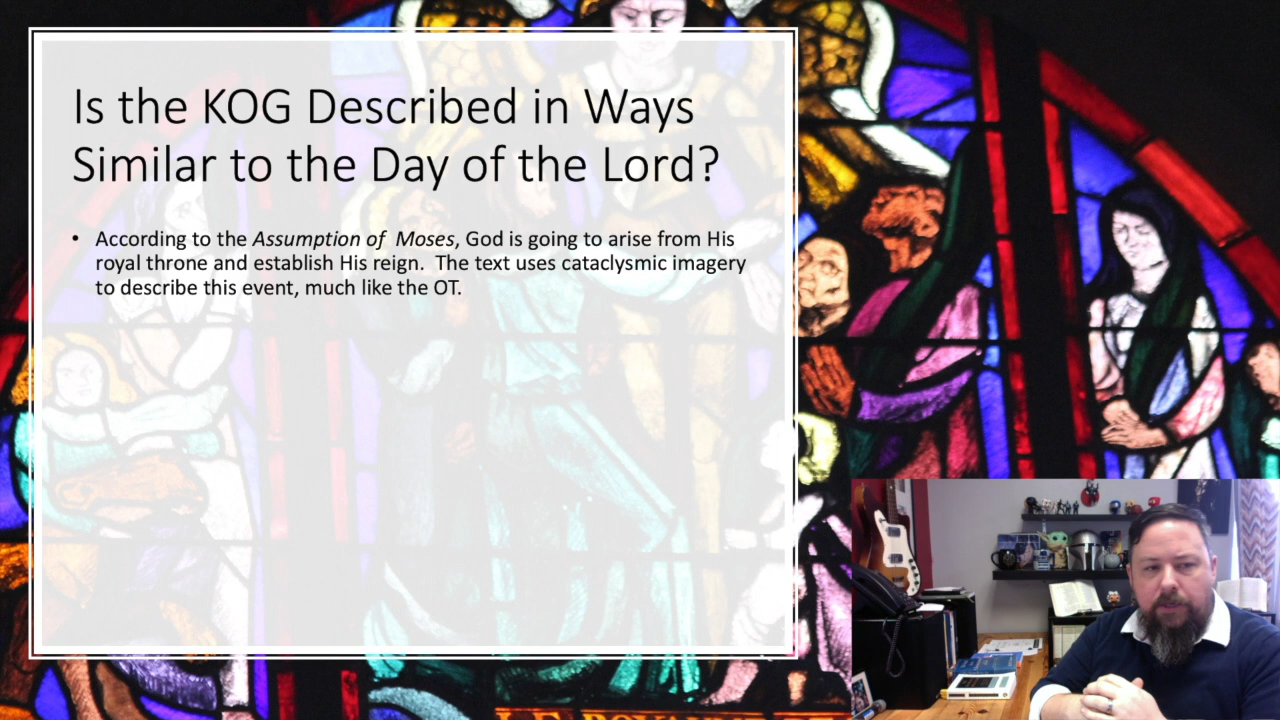 Is the KOG Described in Ways
Similar to the Day of the Lord?
• According to the Assumption of Moses, God is going to arise from His
royal throne and establish His reign. The text uses cataclysmic imagery
to describe this event, much like the OT.